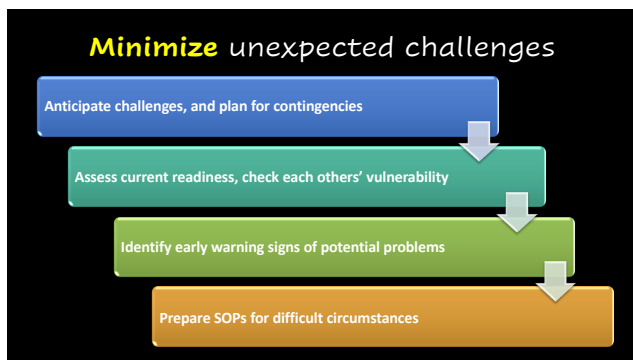 Minimize unexpected challenges
Anticipate challenges, and plan for contingencies
Assess current readiness, check each others’ vulnerability
Identify early warning signs of potential problems
Prepare SOPs for difficult circumstances